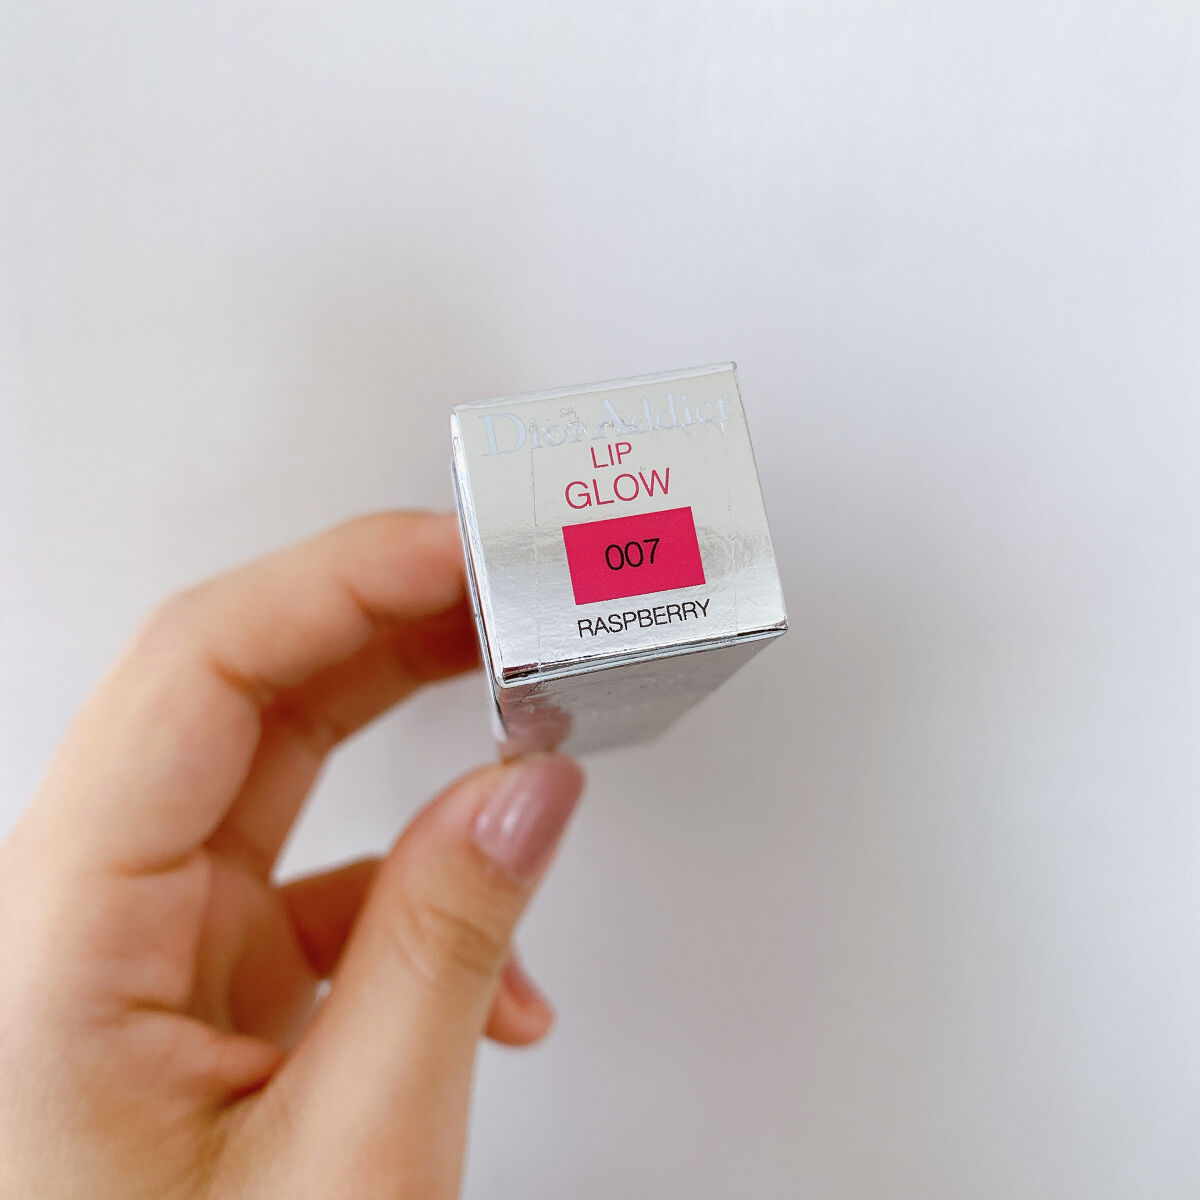 Dior Addict
LIP
GLOW
007
RASPBERRY